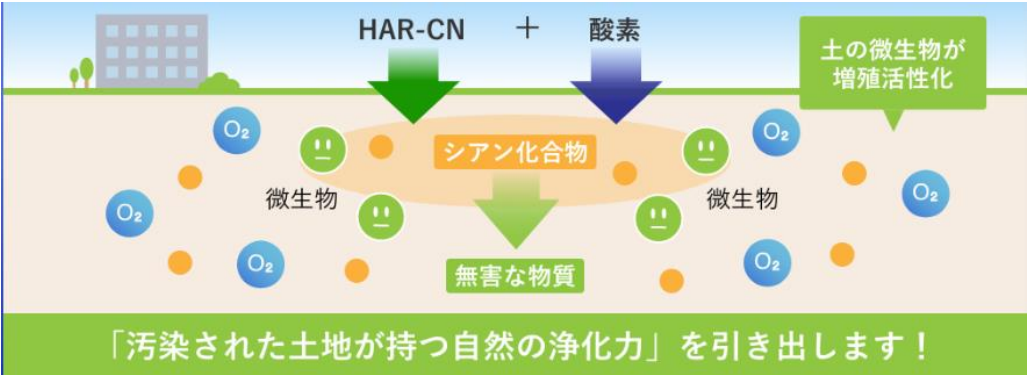 HAR-CN + 酸素
土の微生物が
増殖活性化
O₂
O₂
シアン化合物
微生物
微生物
O₂
O₂
O₂
O₂
無害な物質
「汚染された土地が持つ自然の浄化力」を引き出します！